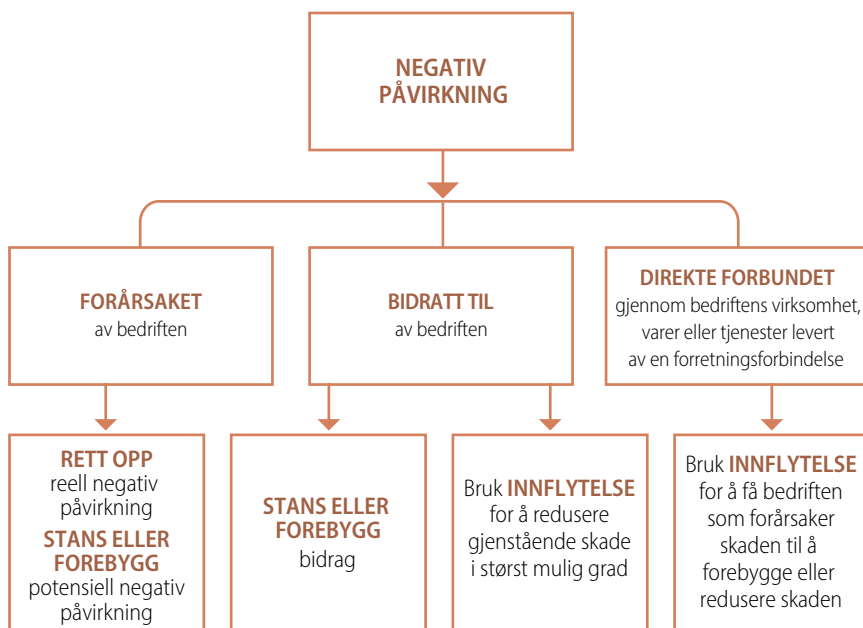 NEGATIV
PÅVIRKNING
FORÅRSAKET
av bedriften
BIDRATT TIL
av bedriften
DIREKTE FORBUNDET
gjennom bedriftens virksomhet,
varer eller tjenester levert
av en forretningsforbindelse
RETT OPP
reell negativ
påvirkning
STANS ELLER
FOREBYGG
potensiell negativ
påvirkning
STANS ELLER
FOREBYGG
bidrag
Bruk INNFLYTELSE
for å redusere
gjenstående skade
i størst mulig grad
Bruk INNFLYTELSE
for å få bedriften
som forårsaker
skaden til å
forebygge eller
redusere skaden